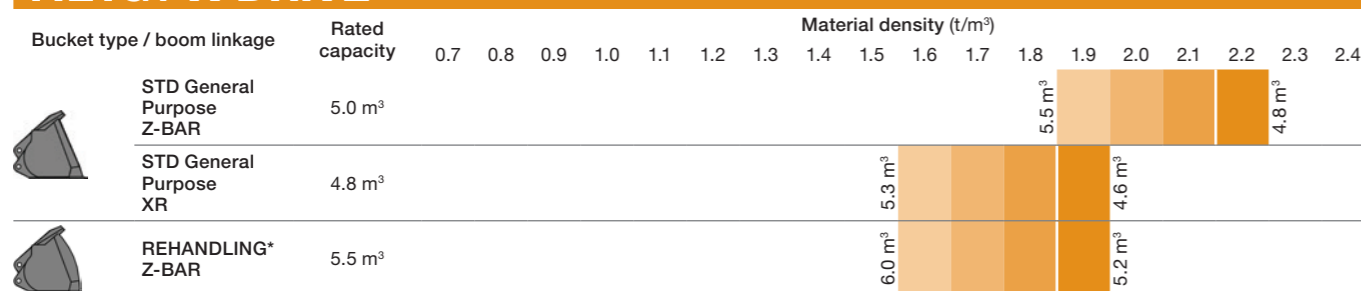 Bucket type / boom linkage
Rated capacity
Material density (t/m³)
0.7 0.8 0.9 1.0 1.1 1.2 1.3 1.4 1.5 1.6 1.7 1.8 1.9 2.0 2.1 2.2 2.3 2.4
STD General
Purpose
Z-BAR
5.0 m³
5.5 m³
4.8 m³
STD General
Purpose
XR
4.8 m³
5.3 m³
4.6 m³
REHANDLING*
Z-BAR
5.5 m³
6.0 m³
5.2 m³